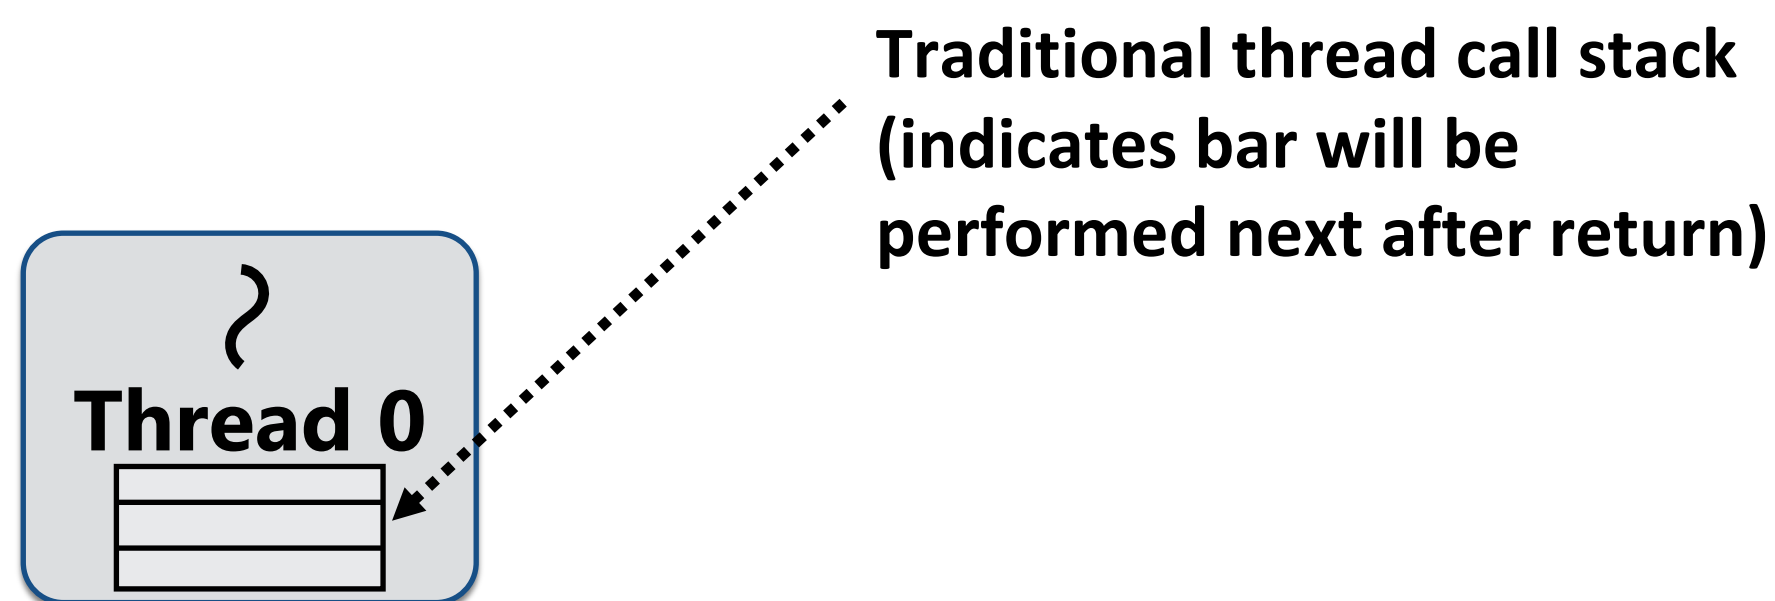 Traditional thread call stack
(indicates bar will be
performed next after return)
Thread 0